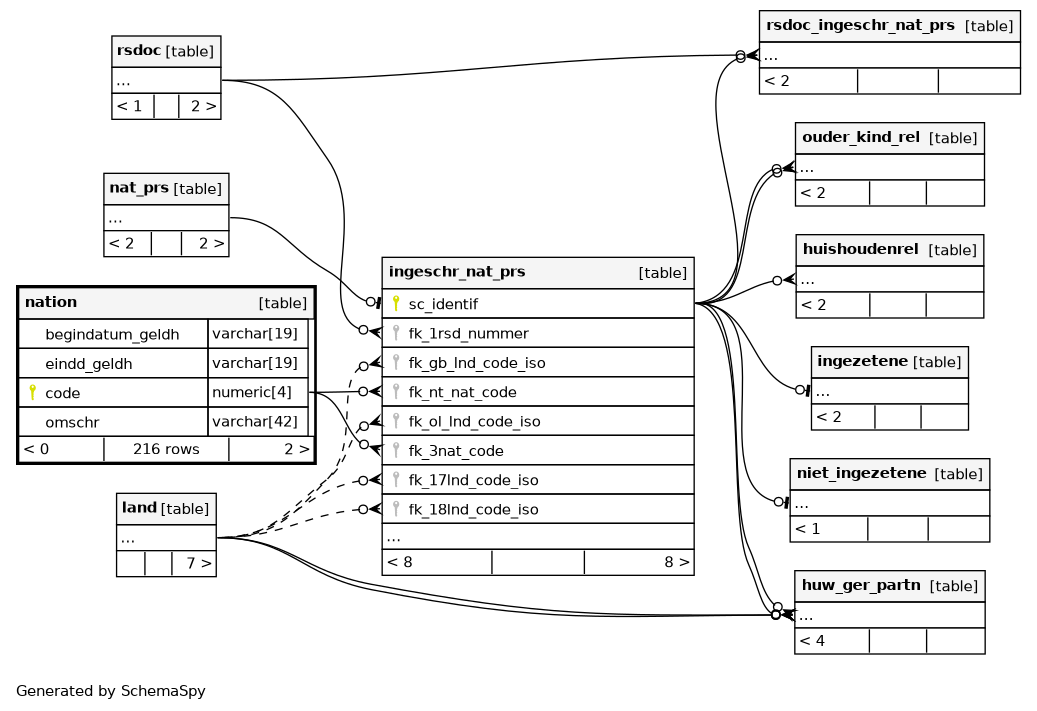 rsdoc [table]
...
< 1 2 >
nat_prs [table]
...
< 2 2 >
nation [table]
begindatum_geldh varchar[19]
eindd_geldh varchar[19]
code numeric[4]
omschr varchar[42]
< 0 216 rows 2 >
land [table]
...
7 >
ingeschr_nat_prs [table]
sc_identif
fk_1rsd_nummer
fk_gb_lnd_code_iso
fk_nt_nat_code
fk_ol_lnd_code_iso
fk_3nat_code
fk_17lnd_code_iso
fk_18lnd_code_iso
...
< 8 8 >
rsdoc_ingeschr_nat_prs [table]
...
< 2
ouder_kind_rel [table]
...
< 2
huishoudenrel [table]
...
< 2
ingezetene [table]
...
< 2
niet_ingezetene [table]
...
< 1
huw_ger_partn [table]
...
< 4
Generated by SchemaSpy